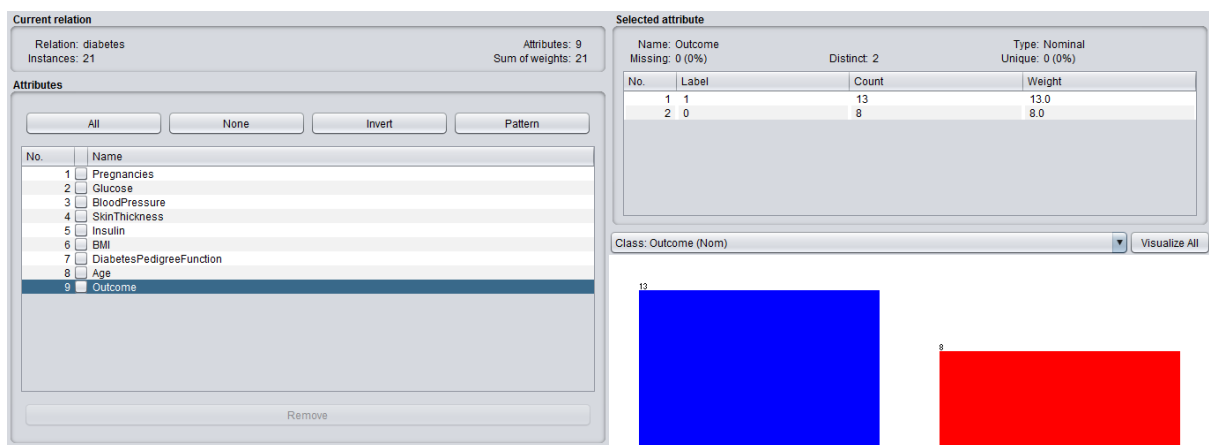 Current relation
Relation: diabetes
Attributes: 9
Instances: 21
Sum of weights: 21
Attributes
All
None
Invert
Pattern
No.
Name
1 Pregnancies
2 Glucose
3 BloodPressure
4 SkinThickness
5 Insulin
6 BMI
7 DiabetesPedigreeFunction
8 Age
9 Outcome
Remove
Selected attribute
Name: Outcome
Type: Nominal
Missing: 0 (0%)
Distinct: 2
Unique: 0 (0%)
No. Label Count Weight
1 1 13 13.0
2 0 8 8.0
Class: Outcome (Nom)
Visualize All
13
8